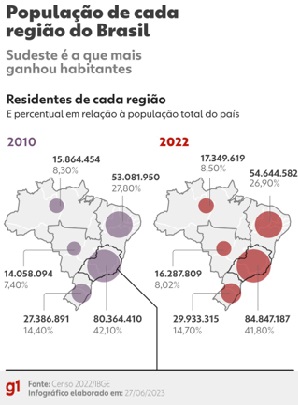 População de cada
região do Brasil
Sudeste é a que mais
ganhou habitantes
Residentes de cada região
E percentual em relação à população total do país
2010
2022
15.864.454
8,30%
53.081.950
27,80%
17.349.619
8.50%
54.644.582
26,90%
14.058.094
7,40%
16.287.809
8,02%
27.386.891
14,40%
80.364.410
42,10%
29.933.315
14,70%
84.847.187
41,80%
g1
Fonte: Censo 2022 IBGE
Infográfico elaborado em: 27/06/2023